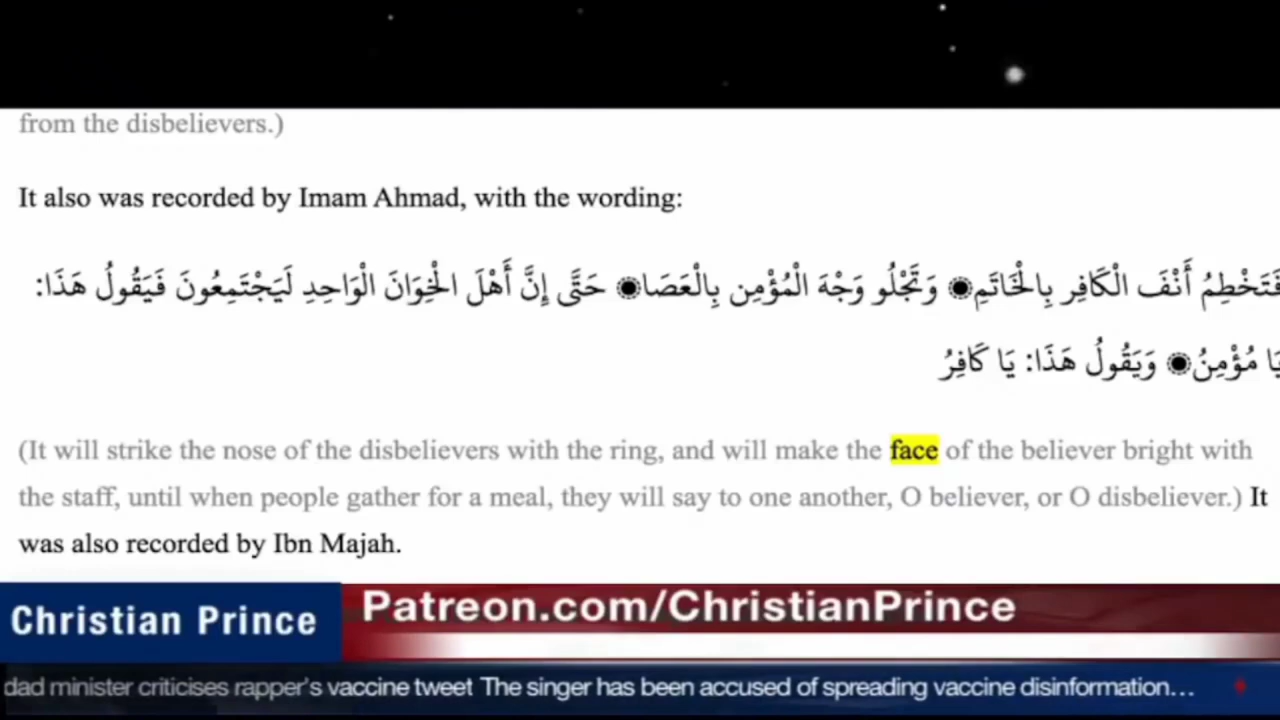 from the disbelievers.)
It also was recorded by Imam Ahmad, with the wording:
فَتَخْطِمُ أَنْفَ الْكَافِرِ بِالْخَاتَمِ وَتَجْلُو وَجْهَ الْمُؤْمِنِ بِالْعَصَا حَتَّى إِنَّ أَهْلَ الْخِوَانَ الْوَاحِدِ لَيَجْتَمِعُونَ فَيَقُولُ هَذَا:
يَا مُؤْمِنُ وَيَقُولُ هَذَا: يَا كَافِرُ
(It will strike the nose of the disbelievers with the ring, and will make the face of the believer bright with
the staff, until when people gather for a meal, they will say to one another, O believer, or O disbeliever.) It
was also recorded by Ibn Majah.
Christian Prince
Patreon.com/ChristianPrince
dad minister criticises rapper's vaccine tweet The singer has been accused of spreading vaccine disinformation...